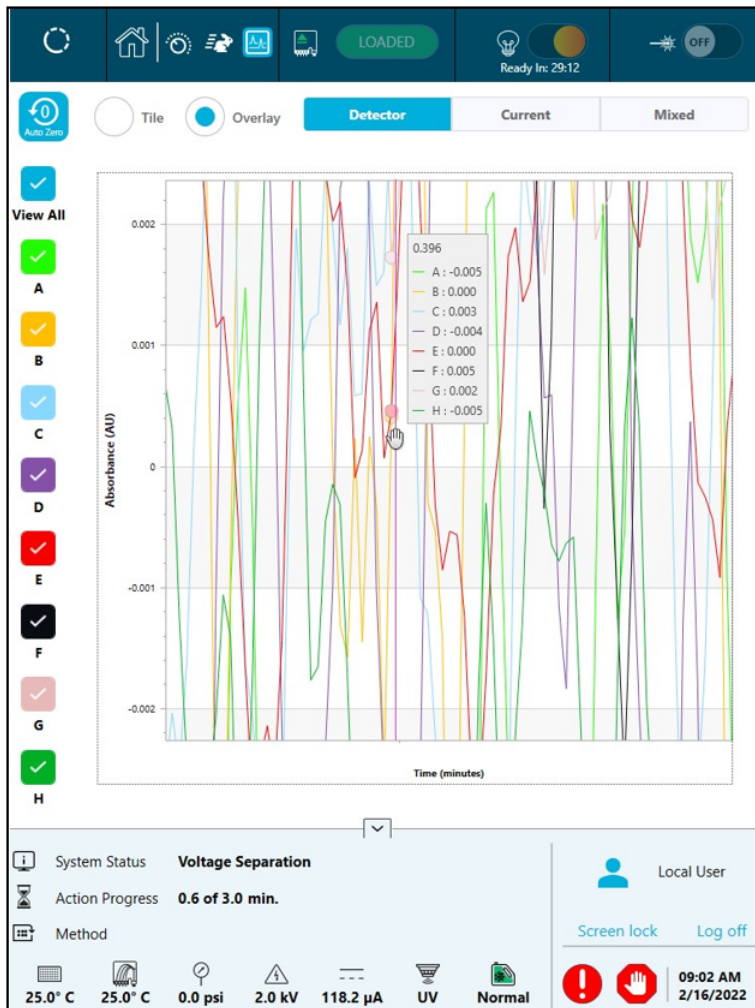 LOADED
OFF
Ready In: 29:12
0
Auto Zero
Tile
Overlay
Detector
Current
Mixed
View All
A
B
C
D
E
F
G
H
Absorbance (AU)
0.002
0.001
0
-0.001
-0.002
0.396
A : -0.005
B : 0.000
C : 0.003
D : -0.004
E : 0.000
F : 0.005
G : 0.002
H : -0.005
Time (minutes)
System Status Voltage Separation
Action Progress 0.6 of 3.0 min.
Method
Local User
Screen lock Log off
25.0° C 25.0° C 0.0 psi 2.0 kV 118.2 µA UV Normal
09:02 AM
2/16/2022